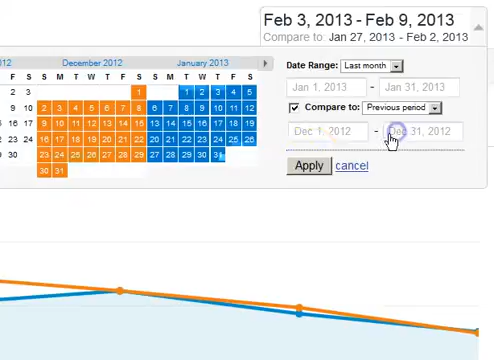 Feb 3, 2013 - Feb 9, 2013
Compare to: Jan 27, 2013 - Feb 2, 2013
2012 December 2012 January 2013
F S S M T W T F S S M T W T F S
2 3 1 1 2 3 4 5
9 10 2 3 4 5 6 7 8 6 7 8 9 10 11 12
16 17 9 10 11 12 13 14 15 13 14 15 16 17 18 19
23 24 16 17 18 19 20 21 22 20 21 22 23 24 25 26
30 23 24 25 26 27 28 29 27 28 29 30 31
30 31
Date Range: Last month
Jan 1, 2013 - Jan 31, 2013
Compare to: Previous period
Dec 1, 2012 - Dec 31, 2012
Apply cancel